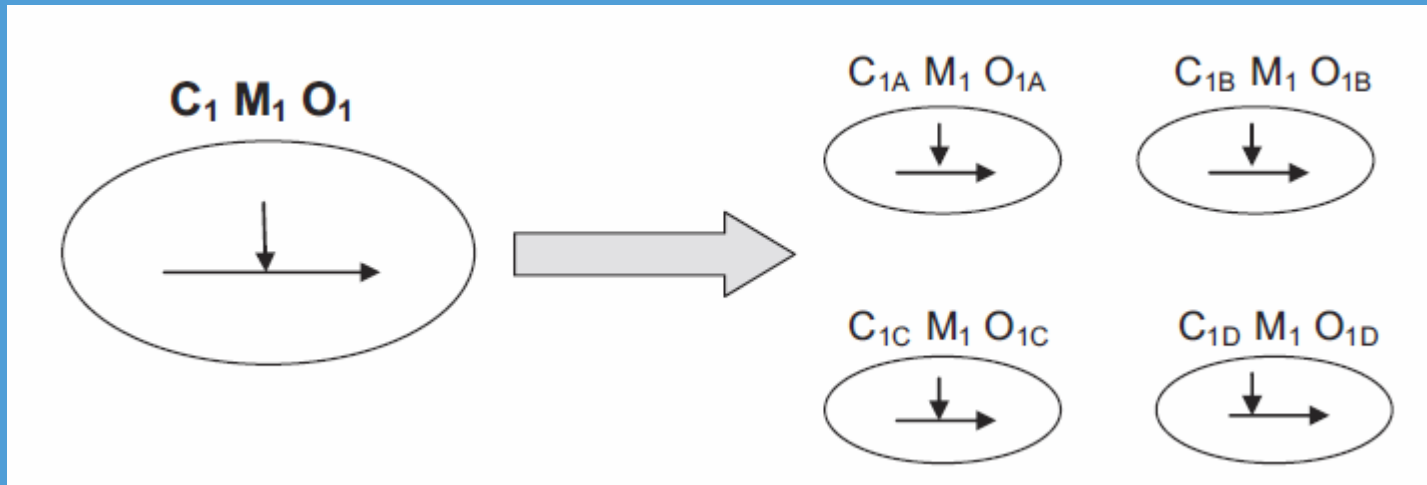 C₁ M₁ O₁
C₁A M₁ O₁A
C₁B M₁ O₁B
C₁C M₁ O₁C
C₁D M₁ O₁D